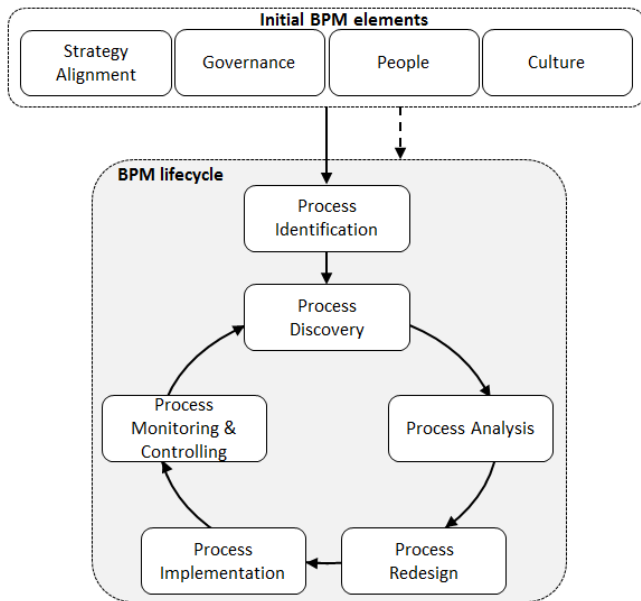 Initial BPM elements
Strategy
Alignment
Governance
People
Culture
BPM lifecycle
Process
Identification
Process
Discovery
Process
Monitoring &
Controlling
Process Analysis
Process
Implementation
Process
Redesign